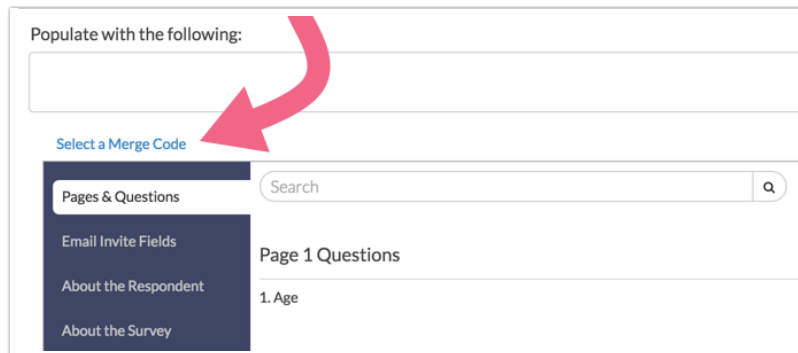 Populate with the following:
Select a Merge Code
Pages & Questions
Search
Email Invite Fields
Page 1 Questions
About the Respondent
1. Age
About the Survey